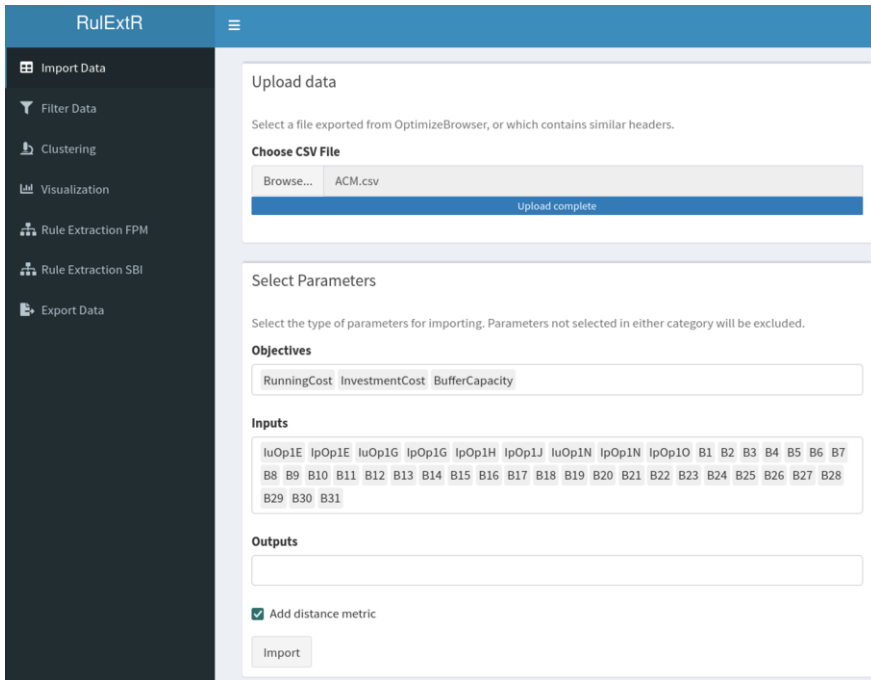 RulExtR
Import Data
Filter Data
Clustering
Visualization
Rule Extraction FPM
Rule Extraction SBI
Export Data
Upload data
Select a file exported from OptimizeBrowser, or which contains similar headers.
Choose CSV File
Browse... ACM.csv
Upload complete
Select Parameters
Select the type of parameters for importing. Parameters not selected in either category will be excluded.
Objectives
RunningCost InvestmentCost BufferCapacity
Inputs
IuOp1E IpOp1E IuOp1G IpOp1G IpOp1H IpOp1J IuOp1N IpOp1N IpOp1O B1 B2 B3 B4 B5 B6 B7
B8 B9 B10 B11 B12 B13 B14 B15 B16 B17 B18 B19 B20 B21 B22 B23 B24 B25 B26 B27 B28
B29 B30 B31
Outputs
Add distance metric
Import